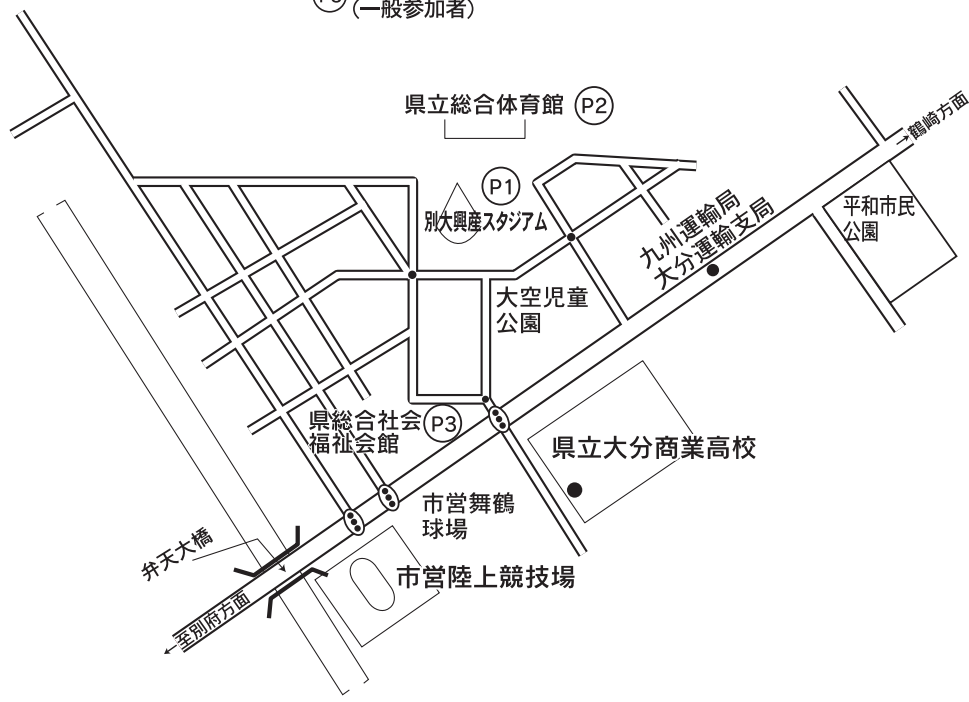 (一般参加者)
県立総合体育館 P2
→鶴崎方面
P1
別大興産スタジアム
平和市民
公園
九州運輸局
大分運輸支局
大空児童
公園
県総合社会
福祉会館
P3
県立大分商業高校
市営舞鶴
球場
弁天大橋
市営陸上競技場
←至別府方面